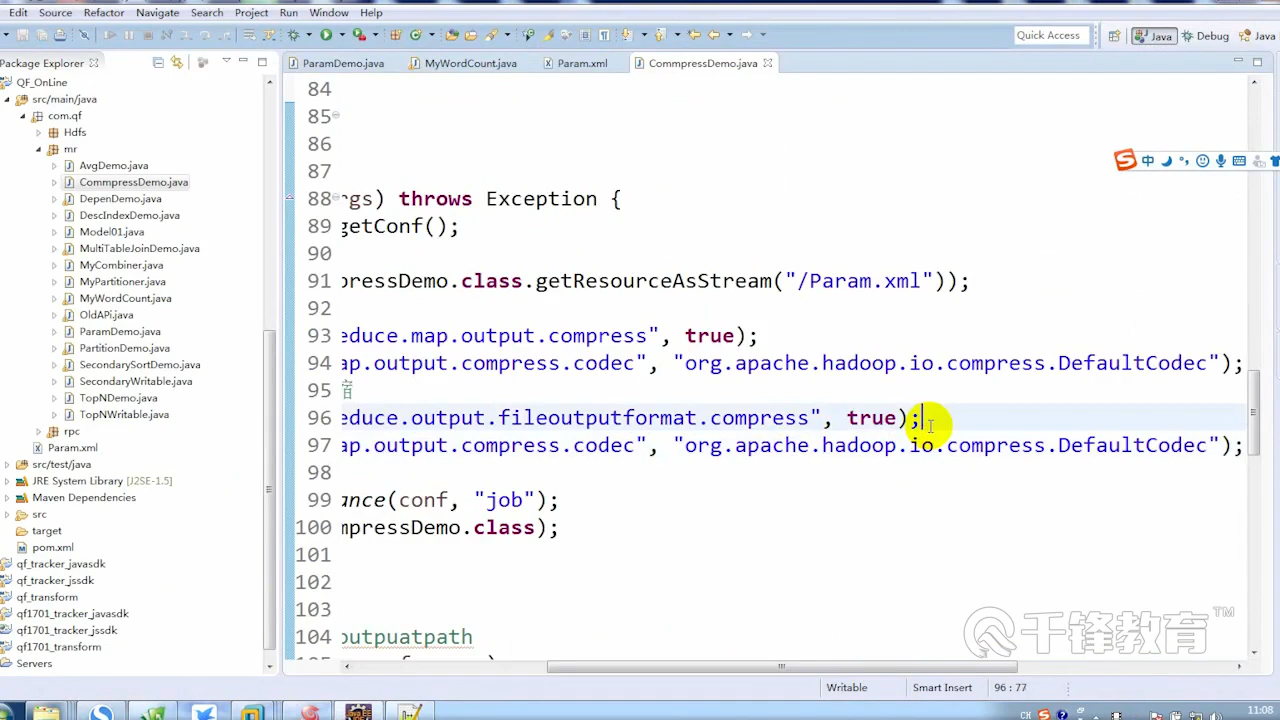 File Edit Source Refactor Navigate Search Project Run Window Help
Quick Access
Java
Debug
Java
Package Explorer
ParamDemo.java
MyWordCount.java
Param.xml
CommpressDemo.java
QF_OnLine
src/main/java
com.qf
Hdfs
mr
AvgDemo.java
CommpressDemo.java
DepenDemo.java
DescIndexDemo.java
Model01.java
MultiTableJoinDemo.java
MyCombiner.java
MyPartitioner.java
MyWordCount.java
OldAPi.java
ParamDemo.java
PartitionDemo.java
SecondarySortDemo.java
SecondaryWritable.java
TopNDemo.java
TopNWritable.java
rpc
Param.xml
src/test/java
JRE System Library [J2SE-1.5]
Maven Dependencies
src
target
pom.xml
qf_tracker_javasdk
qf_tracker_jssdk
qf_transform
qf1701_tracker_javasdk
qf1701_tracker_jssdk
qf1701_transform
Servers
84
85
86
87
88 gs) throws Exception {
89 getConf();
90
91 pressDemo.class.getResourceAsStream("/Param.xml"));
92
93 educe.map.output.compress", true);
94 ap.output.compress.codec", "org.apache.hadoop.io.compress.DefaultCodec");
95
96 educe.output.fileoutputformat.compress", true);
97 ap.output.compress.codec", "org.apache.hadoop.io.compress.DefaultCodec");
98
99 ance(conf, "job");
100 mpressDemo.class);
101
102
103
104 outpuatpath
中
千锋教育™
Writable
Smart Insert
96 : 77
CH
11:08